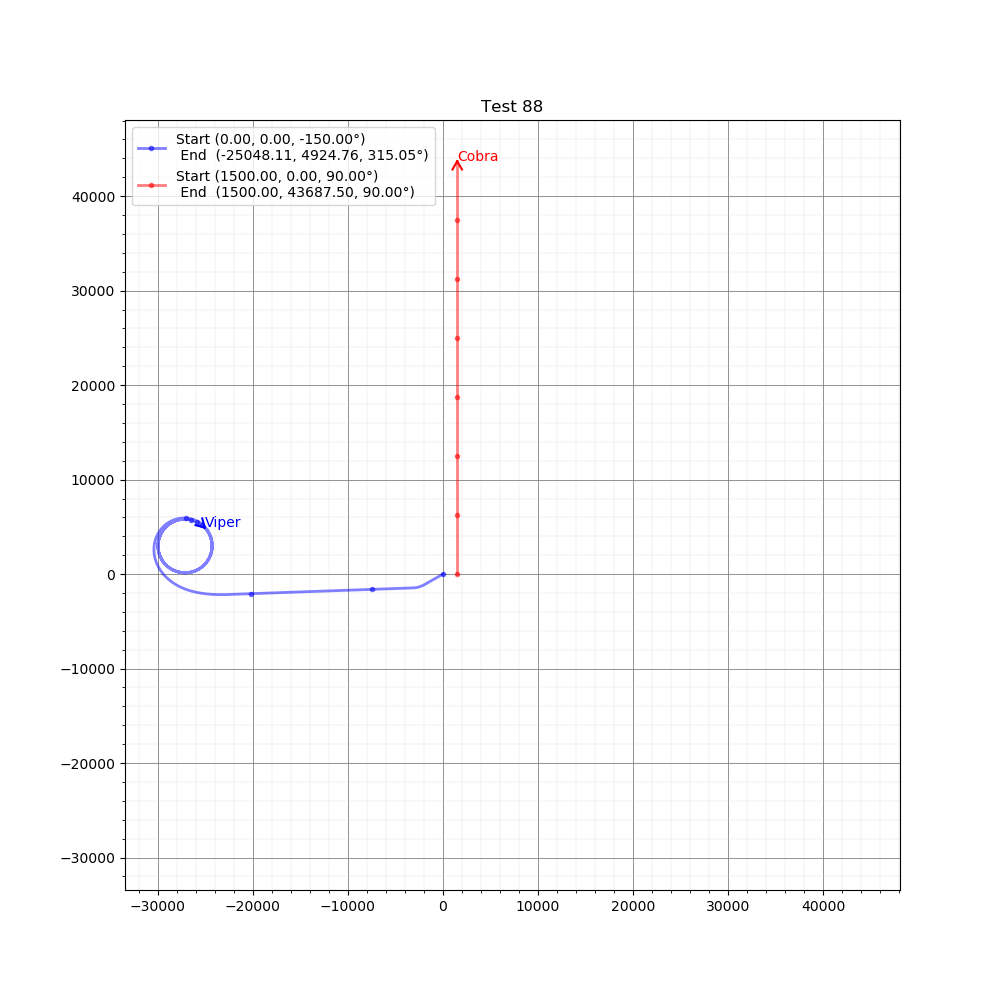 Test 88
Start (0.00, 0.00, -150.00°)
End (-25048.11, 4924.76, 315.05°)
Start (1500.00, 0.00, 90.00°)
End (1500.00, 43687.50, 90.00°)
Cobra
Viper
40000
30000
20000
10000
0
−10000
−20000
−30000
−30000 −20000 −10000 0 10000 20000 30000 40000